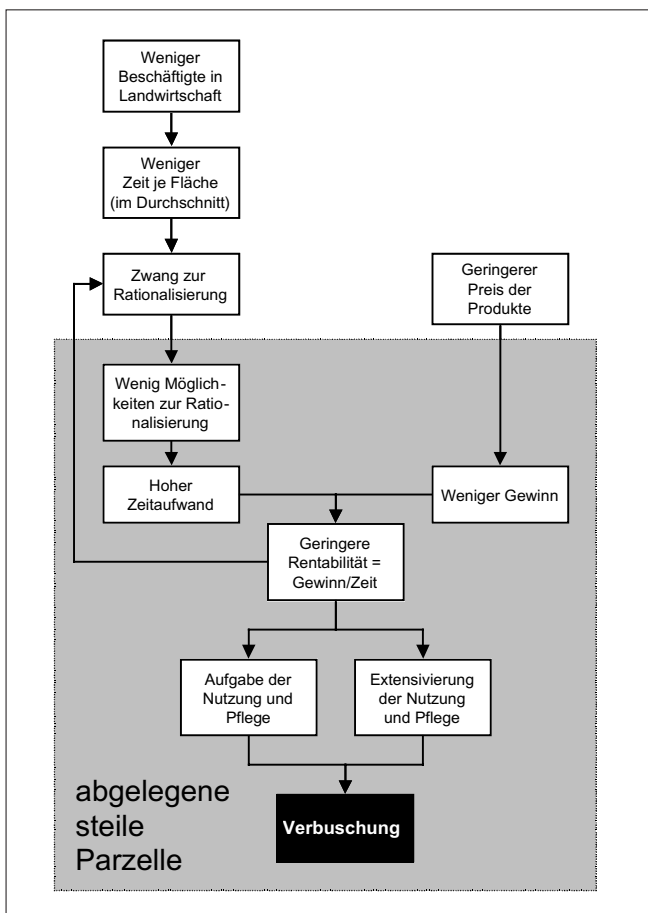 Weniger
Beschäftigte in
Landwirtschaft
Weniger
Zeit je Fläche
(im Durchschnitt)
Zwang zur
Rationalisierung
Geringerer
Preis der
Produkte
Wenig Möglich-
keiten zur Ratio-
nalisierung
Hoher
Zeitaufwand
Weniger Gewinn
Geringere
Rentabilität =
Gewinn/Zeit
Aufgabe der
Nutzung und
Pflege
Extensivierung
der Nutzung
und Pflege
abgelegene
steile
Parzelle
Verbuschung